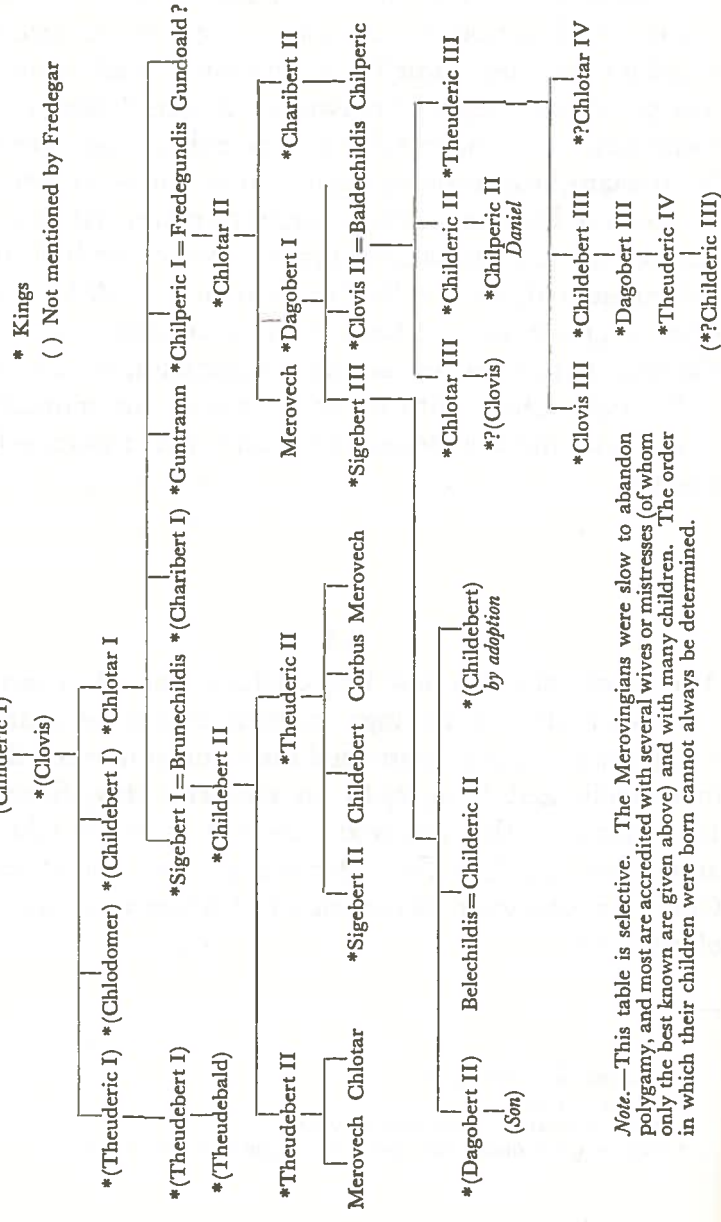 * Kings
( ) Not mentioned by Fredegar
(Childeric I)
*(Clovis)
*(Theuderic I) *(Chlodomer) *(Childebert I) *Chlotar I
*(Theudebert I) *Sigebert I=Brunechildis *(Charibert I) *Guntramn *Chilperic I=Fredegundis Gundoald?
*(Theudebald) *Childebert II *Chlotar II
*Theudebert II *Theuderic II Merovech *Dagobert I *Charibert II
Merovech Chlotar *Sigebert II Childebert Corbus Merovech *Sigebert III *Clovis II=Baldechildis Chilperic
*(Dagobert II) Belechildis=Childeric II *(Childebert) *Chlotar III *Childeric II *Theuderic III
by adoption
(Son) *?(Clovis) *Chilperic II
Daniel
*Clovis III *Childebert III *?Chlotar IV
*Dagobert III
*Theuderic IV
(*?Childeric III)
Note.—This table is selective. The Merovingians were slow to abandon
polygamy, and most are accredited with several wives or mistresses (of whom
only the best known are given above) and with many children. The order
in which their children were born cannot always be determined.